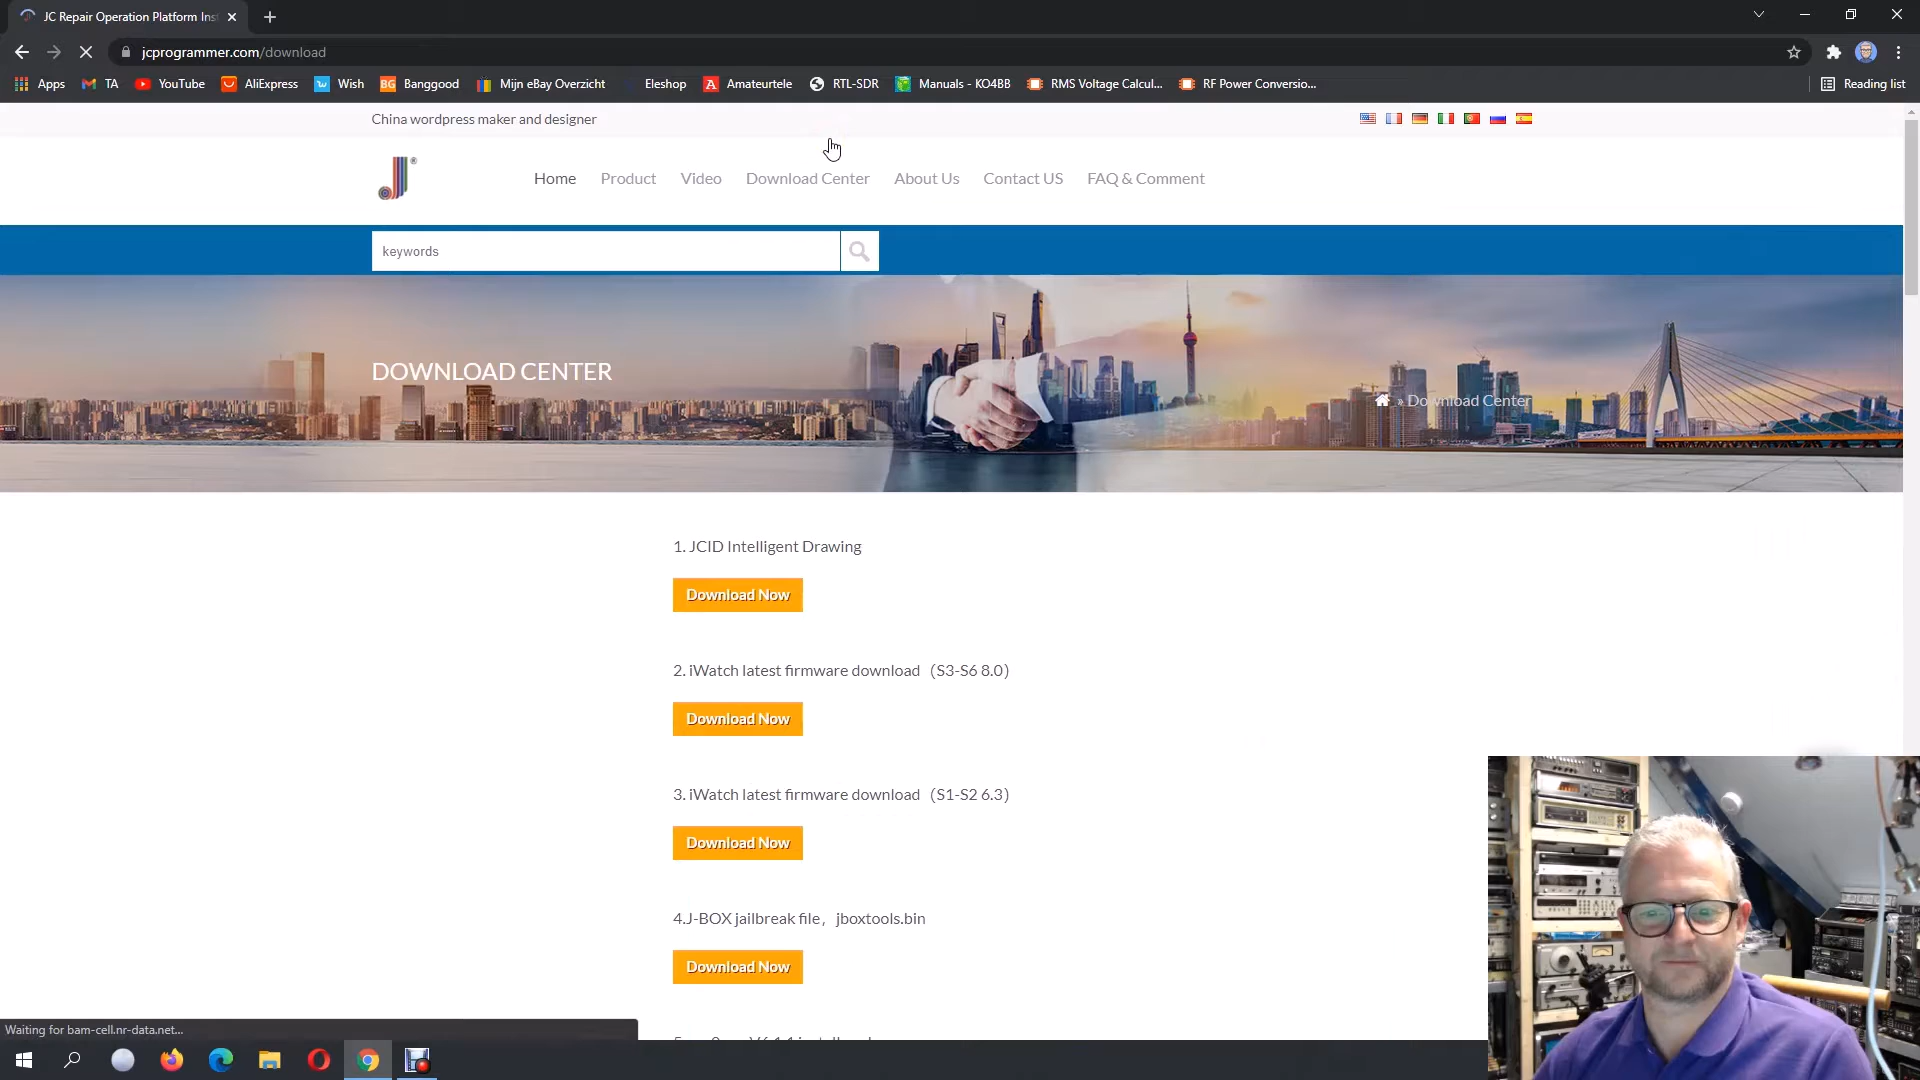 JC Repair Operation Platform Ins
jcprogrammer.com/download
Apps TA YouTube AliExpress Wish Banggood Mijn eBay Overzicht Eleshop Amateurtele RTL-SDR Manuals - KO4BB RMS Voltage Calcul... RF Power Conversio... Reading list
China wordpress maker and designer
Home Product Video Download Center About Us Contact US FAQ & Comment
keywords
DOWNLOAD CENTER
» Download Center
1. JCID Intelligent Drawing
Download Now
2. iWatch latest firmware download（S3-S6 8.0）
Download Now
3. iWatch latest firmware download（S1-S2 6.3）
Download Now
4.J-BOX jailbreak file，jboxtools.bin
Download Now
Waiting for bam-cell.nr-data.net...